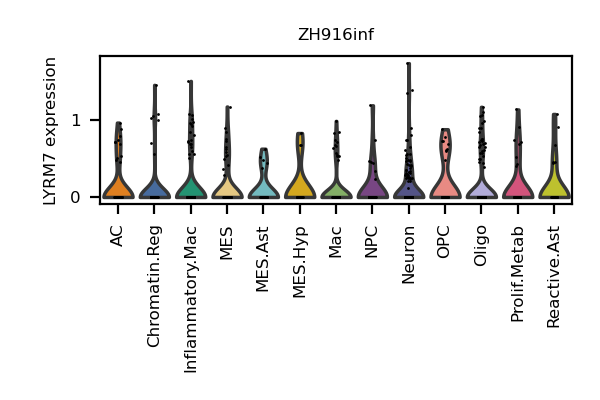 ZH916inf
LYRM7 expression
1
0
AC
Chromatin.Reg
Inflammatory.Mac
MES
MES.Ast
MES.Hyp
Mac
NPC
Neuron
OPC
Oligo
Prolif.Metab
Reactive.Ast